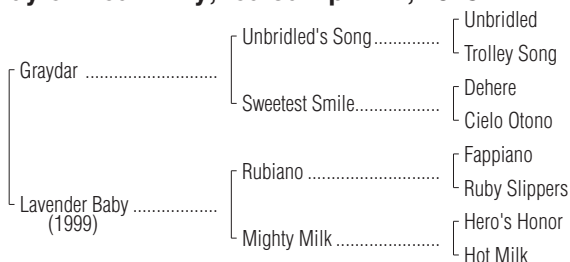 Unbridled
Unbridled's Song
Trolley Song
Graydar
Dehere
Sweetest Smile
Cielo Otono
Fappiano
Rubiano
Ruby Slippers
Lavender Baby
(1999)
Hero's Honor
Mighty Milk
Hot Milk